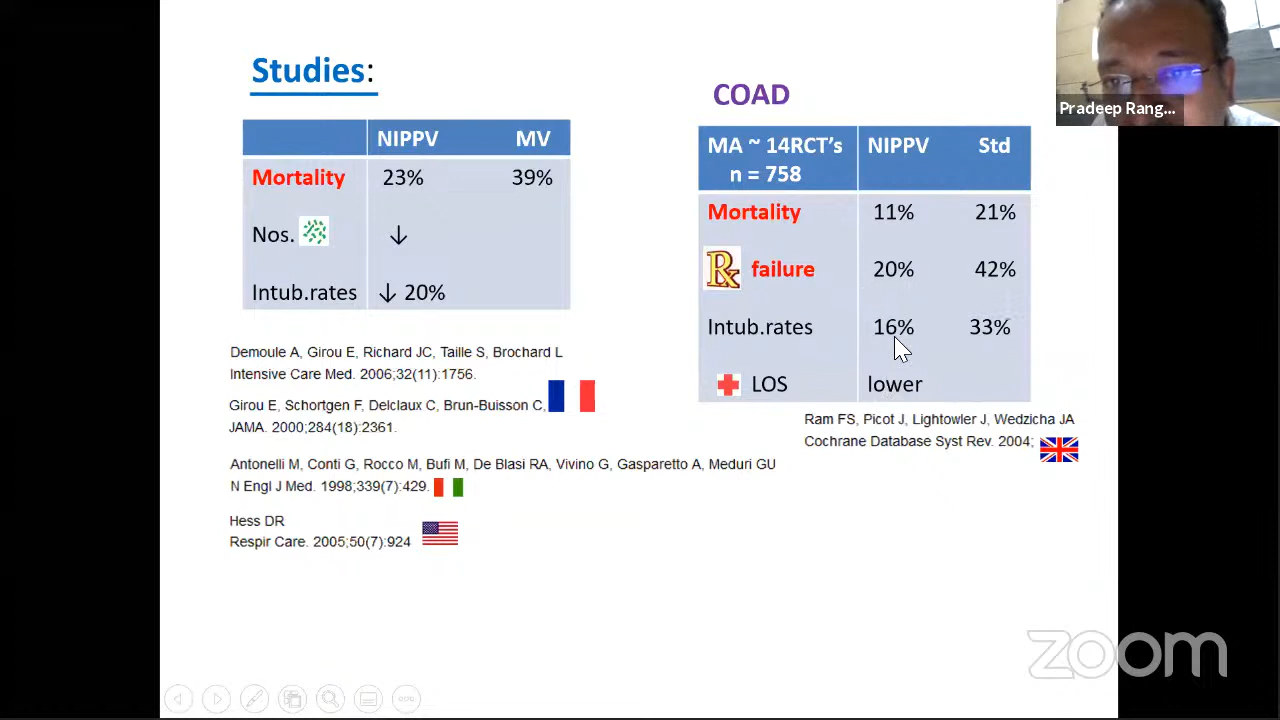 Studies:
NIPPV MV
Mortality 23% 39%
Nos. ↓
Intub.rates ↓ 20%
Demoule A, Girou E, Richard JC, Taille S, Brochard L
Intensive Care Med. 2006;32(11):1756.
Girou E, Schortgen F, Delclaux C, Brun-Buisson C,
JAMA. 2000;284(18):2361.
Antonelli M, Conti G, Rocco M, Bufi M, De Blasi RA, Vivino G, Gasparetto A, Meduri GU
N Engl J Med. 1998;339(7):429.
Hess DR
Respir Care. 2005;50(7):924
COAD
MA ~ 14RCT's NIPPV Std
n = 758
Mortality 11% 21%
Rx failure 20% 42%
Intub.rates 16% 33%
LOS lower
Ram FS, Picot J, Lightowler J, Wedzicha JA
Cochrane Database Syst Rev. 2004;
Pradeep Rang...
zoom